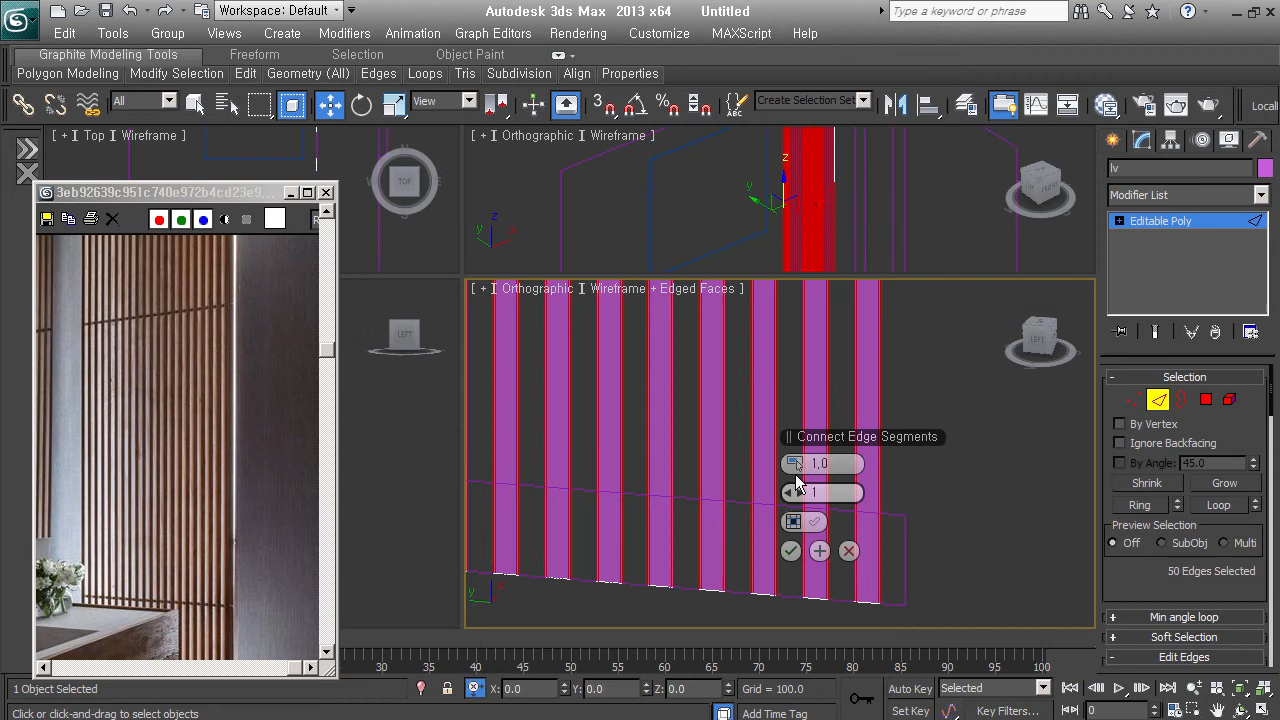 Workspace: Default
Autodesk 3ds Max 2013 x64 Untitled
Type a keyword or phrase
Edit Tools Group Views Create Modifiers Animation Graph Editors Rendering Customize MAXScript Help
Graphite Modeling Tools Freeform Selection Object Paint
Polygon Modeling Modify Selection Edit Geometry (All) Edges Loops Tris Subdivision Align Properties
All View Create Selection Set Local
[ + ] [ Top ] [ Wireframe ]
[ + ] [ Orthographic ] [ Wireframe ]
TOP
FRONT
z
y
z
y
x
3eb92639c951c740e972b4cd23e9...
lv
Modifier List
Editable Poly
[ + ] [ Orthographic ] [ Wireframe + Edged Faces ]
LEFT
LEFT
Connect Edge Segments
1.0
1
y
x
Selection
By Vertex
Ignore Backfacing
By Angle: 45.0
Shrink Grow
Ring Loop
Preview Selection
Off SubObj Multi
50 Edges Selected
Min angle loop
Soft Selection
Edit Edges
30 35 40 45 50 55 60 65 70 75 80 85 90 95 100
1 Object Selected X: 0.0 Y: 0.0 Z: 0.0 Grid = 100.0 Auto Key Selected
Click or click-and-drag to select objects Add Time Tag Set Key Key Filters... 0